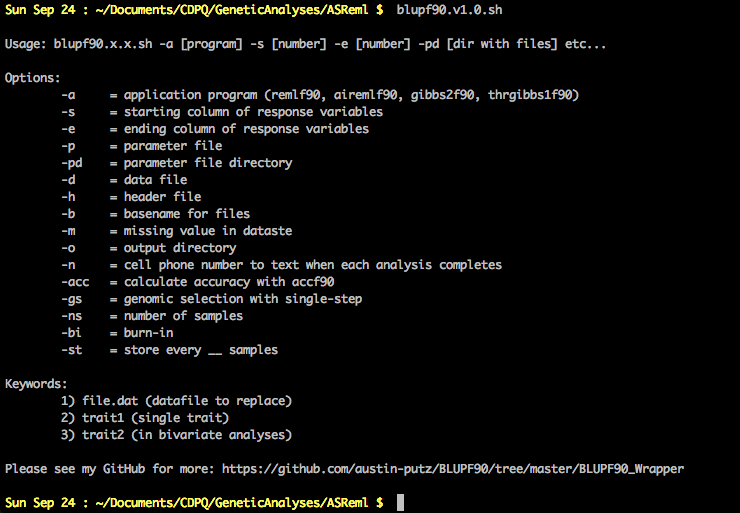 Sun Sep 24 : ~/Documents/CDPQ/GeneticAnalyses/ASReml $  blupf90.v1.0.sh
Usage: blupf90.x.x.sh -a [program] -s [number] -e [number] -pd [dir with files] etc...
Options:
-a = application program (remlf90, airemlf90, gibbs2f90, thrgibbs1f90)
-s = starting column of response variables
-e = ending column of response variables
-p = parameter file
-pd = parameter file directory
-d = data file
-h = header file
-b = basename for files
-m = missing value in dataste
-o = output directory
-n = cell phone number to text when each analysis completes
-acc = calculate accuracy with accf90
-gs = genomic selection with single-step
-ns = number of samples
-bi = burn-in
-st = store every __ samples
Keywords:
1) file.dat (datafile to replace)
2) trait1 (single trait)
3) trait2 (in bivariate analyses)
Please see my GitHub for more: https://github.com/austin-putz/BLUPF90/tree/master/BLUPF90_Wrapper
Sun Sep 24 : ~/Documents/CDPQ/GeneticAnalyses/ASReml $